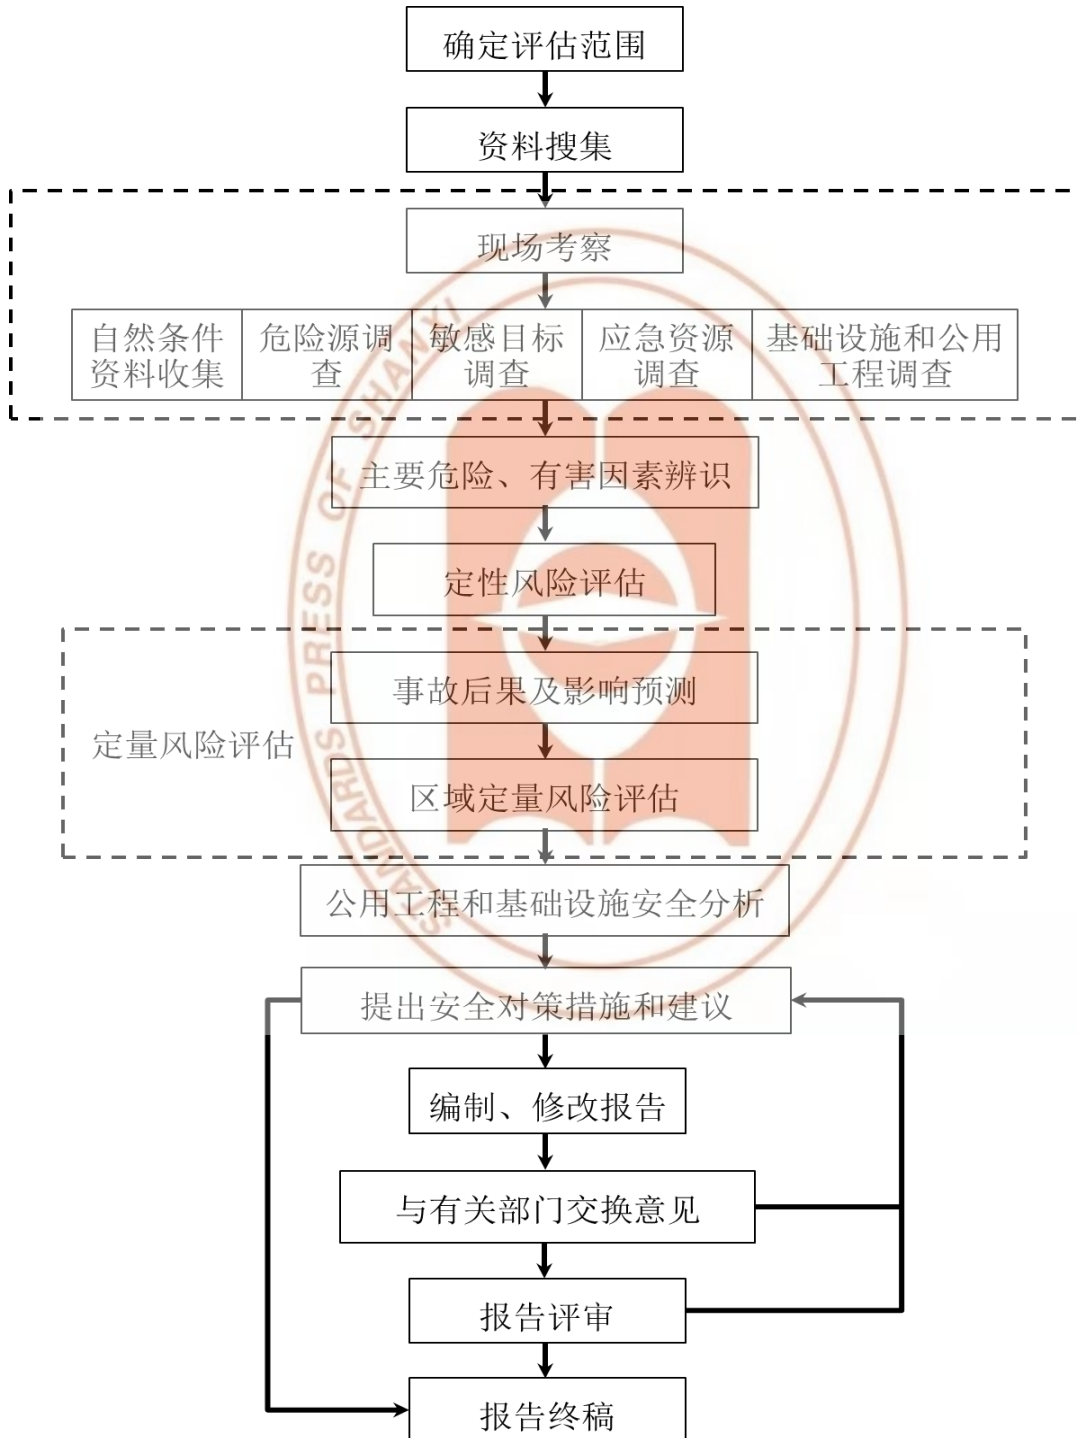 确定评估范围
资料搜集
现场考察
自然条件
资料收集
危险源调
查
敏感目标
调查
应急资源
调查
基础设施和公用
工程调查
主要危险、有害因素辨识
定性风险评估
事故后果及影响预测
定量风险评估
区域定量风险评估
公用工程和基础设施安全分析
提出安全对策措施和建议
编制、修改报告
与有关部门交换意见
报告评审
报告终稿
STANDARDS PRESS OF SHANXI